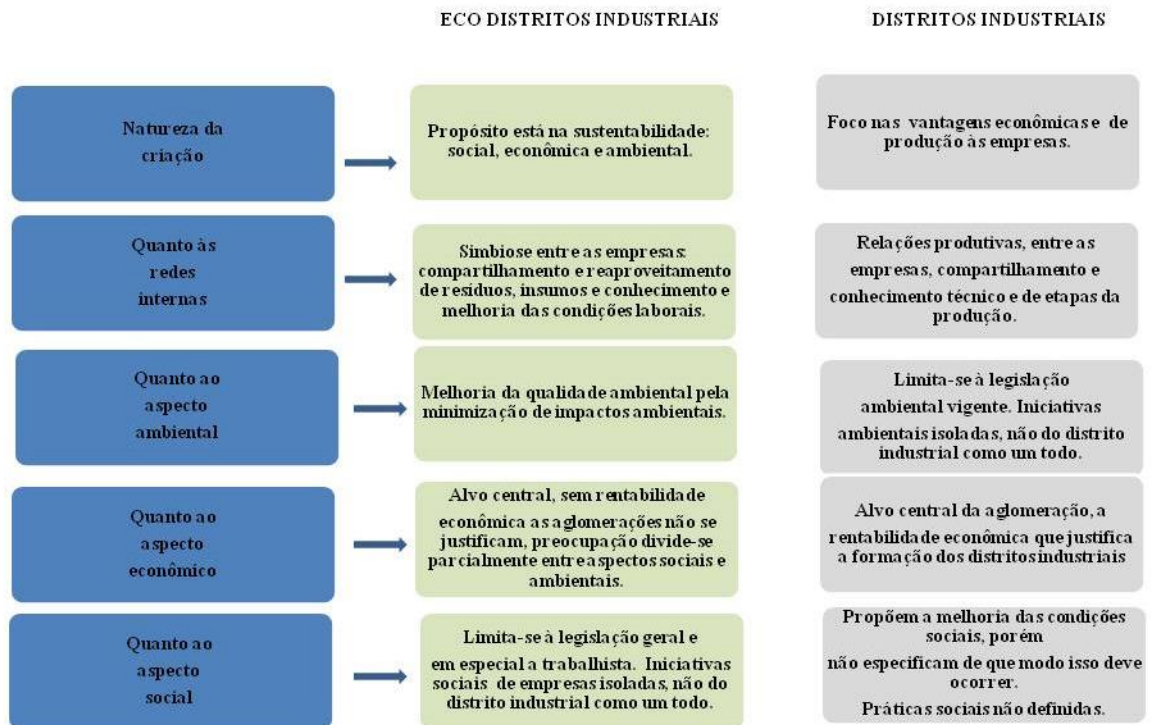 ECO DISTRITOS INDUSTRIAIS
DISTRITOS INDUSTRIAIS
Natureza da
criação
Propósito está na sustentabilidade:
social, econômica e ambiental.
Foco nas vantagens econômicas e de
produção às empresas.
Quanto às
redes
internas
Simbiose entre as empresas:
compartilhamento e reaproveitamento
de resíduos, insumos e conhecimento e
melhoria das condições laborais.
Relações produtivas, entre as
empresas, compartilhamento e
conhecimento técnico e de etapas da
produção.
Quanto ao
aspecto
ambiental
Melhoria da qualidade ambiental pela
minimização de impactos ambientais.
Limita-se à legislação
ambiental vigente. Iniciativas
ambientais isoladas, não do distrito
industrial como um todo.
Quanto ao
aspecto
econômico
Alvo central, sem rentabilidade
econômica as aglomerações não se
justificam, preocupação divide-se
parcialmente entre aspectos sociais e
ambientais.
Alvo central da aglomeração, a
rentabilidade econômica que justifica
a formação dos distritos industriais
Quanto ao
aspecto
social
Limita-se à legislação geral e
em especial a trabalhista. Iniciativas
sociais de empresas isoladas, não do
distrito industrial como um todo.
Propõem a melhoria das condições
sociais, porém
não especificam de que modo isso deve
ocorrer.
Práticas sociais não definidas.